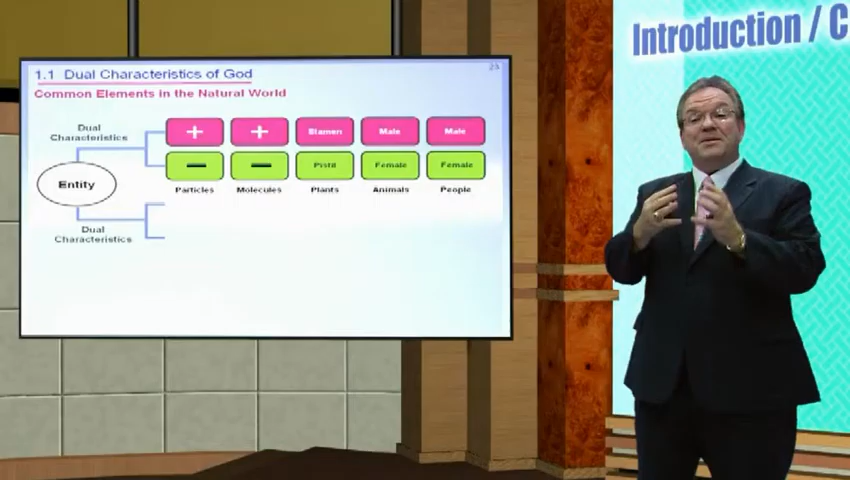 Introduction / C
1.1 Dual Characteristics of God
23
Common Elements in the Natural World
Dual
Characteristics
+ + Stamen Male Male
− − Pistil Female Female
Entity
Particles Molecules Plants Animals People
Dual
Characteristics